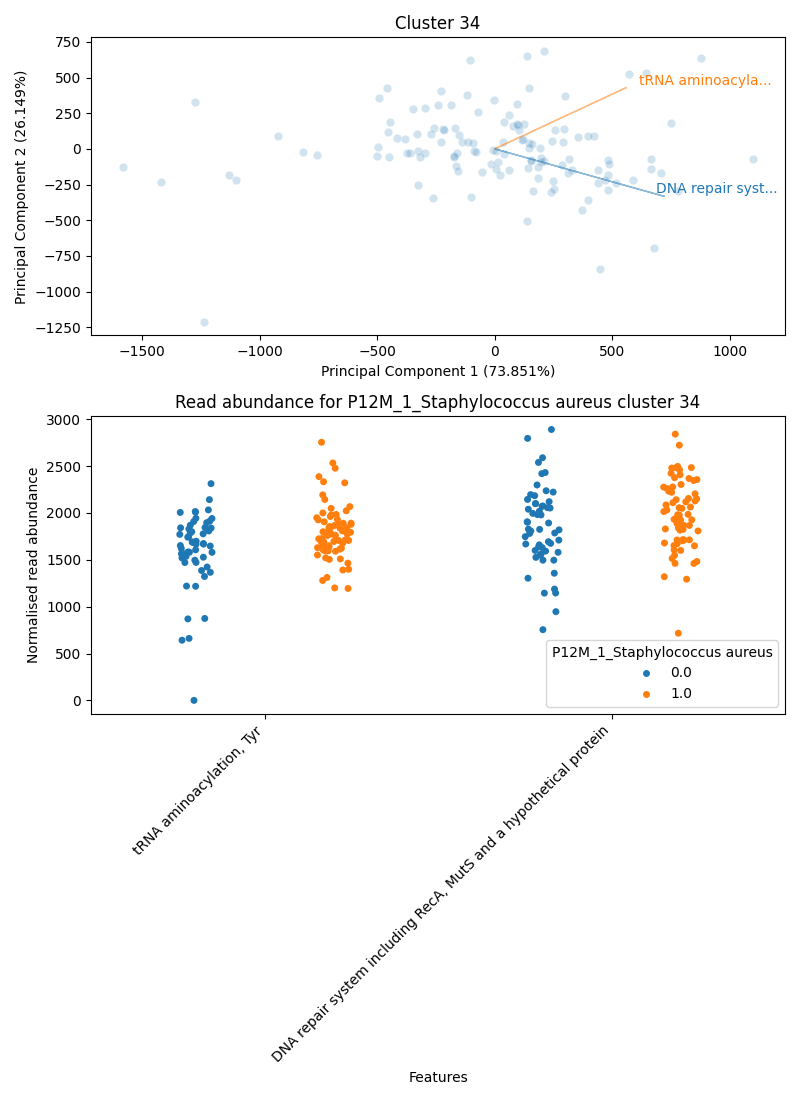 Cluster 34
750
500
250
0
−250
−500
−750
−1000
−1250
Principal Component 2 (26.149%)
tRNA aminoacyla...
DNA repair syst...
−1500
−1000
−500
0
500
1000
Principal Component 1 (73.851%)
Read abundance for P12M_1_Staphylococcus aureus cluster 34
3000
2500
2000
1500
1000
500
0
Normalised read abundance
P12M_1_Staphylococcus aureus
0.0
1.0
tRNA aminoacylation, Tyr
DNA repair system including RecA, MutS and a hypothetical protein
Features